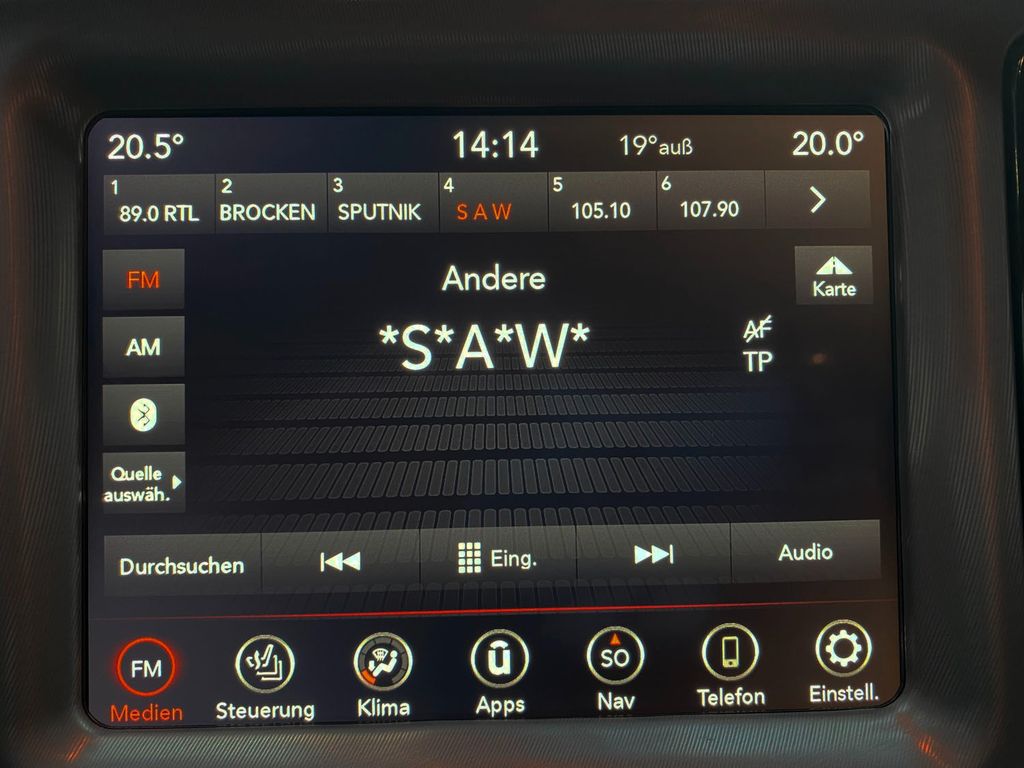 20.5° 14:14 19°auß 20.0°
1 2 3 4 5 6
89.0 RTL BROCKEN SPUTNIK S A W 105.10 107.90
FM Andere Karte
*S*A*W* AF
AM TP
Quelle
auswäh.
Durchsuchen Eing. Audio
FM ú SO
Medien Steuerung Klima Apps Nav Telefon Einstell.